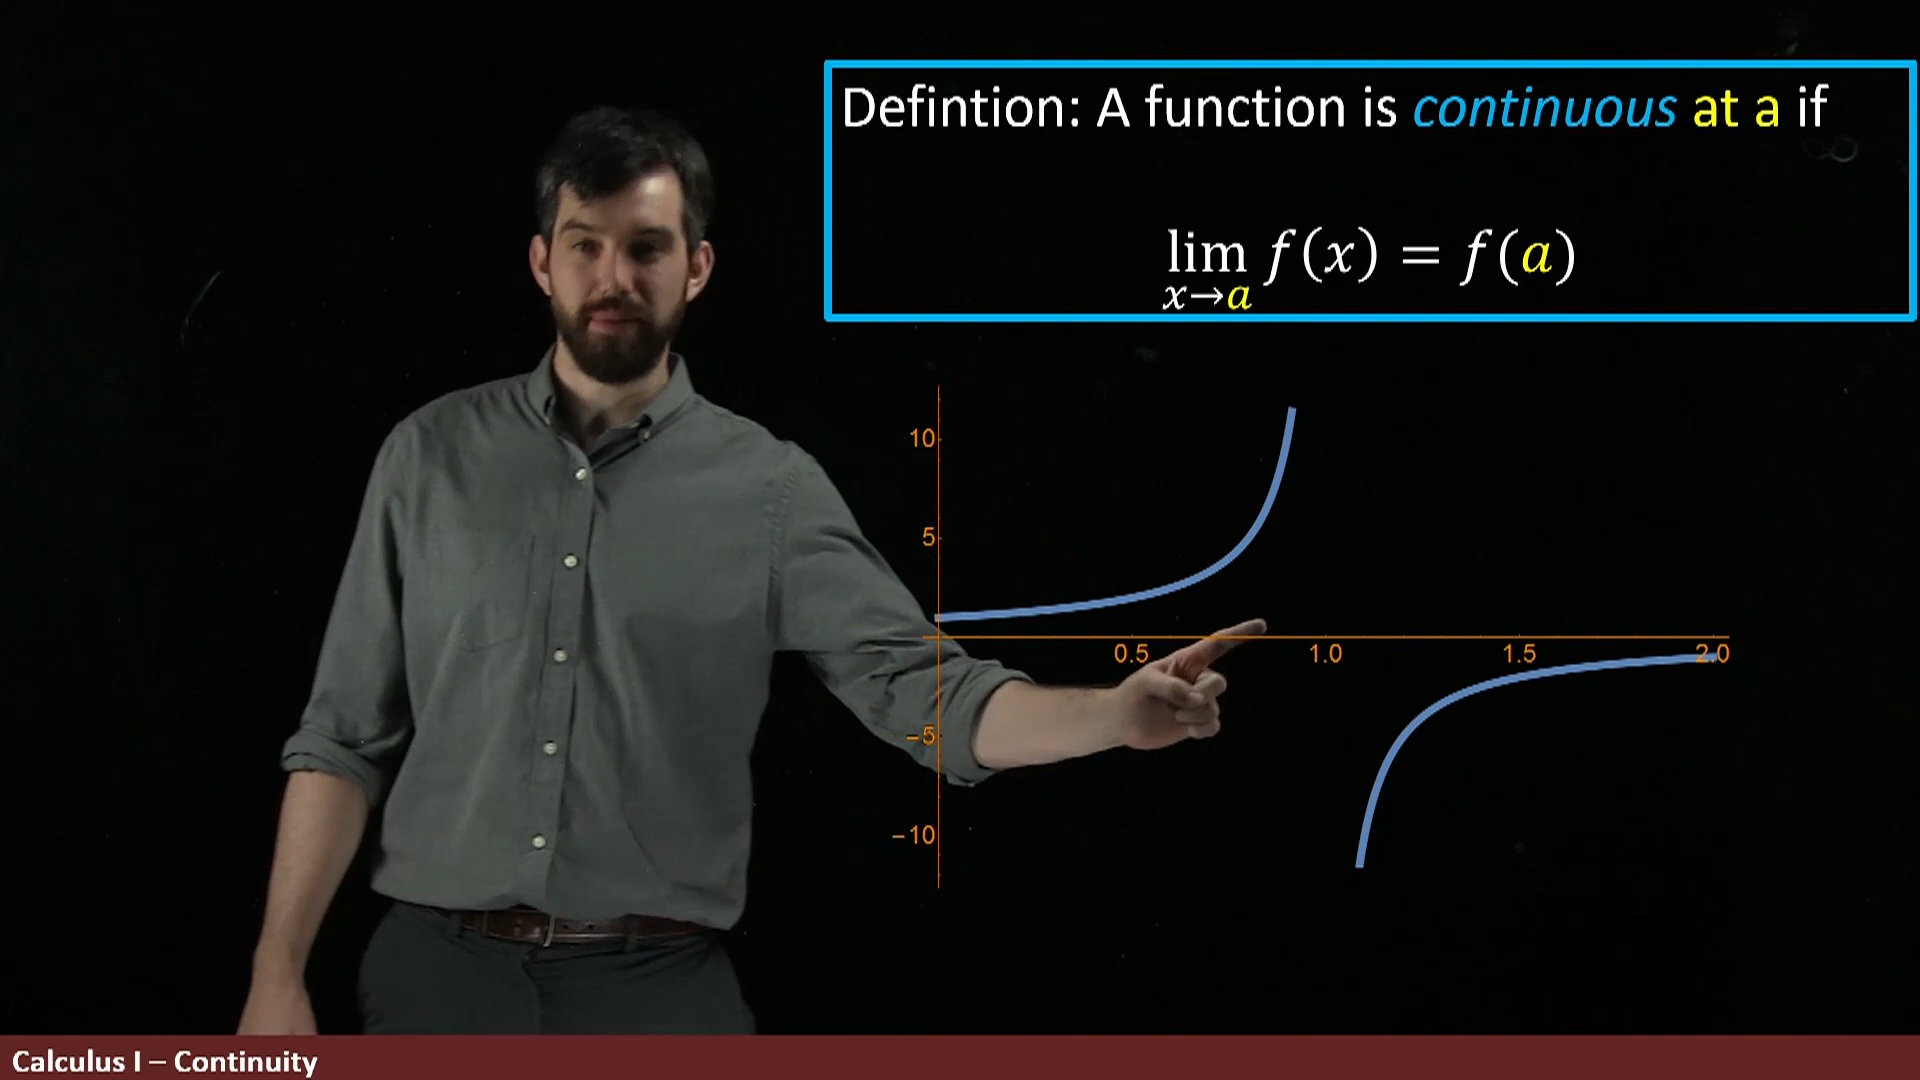 Defintion: A function is continuous at a if
lim f(x) = f(a)
x→a
10
5
0.5 1.0 1.5 2.0
−5
−10
Calculus I – Continuity